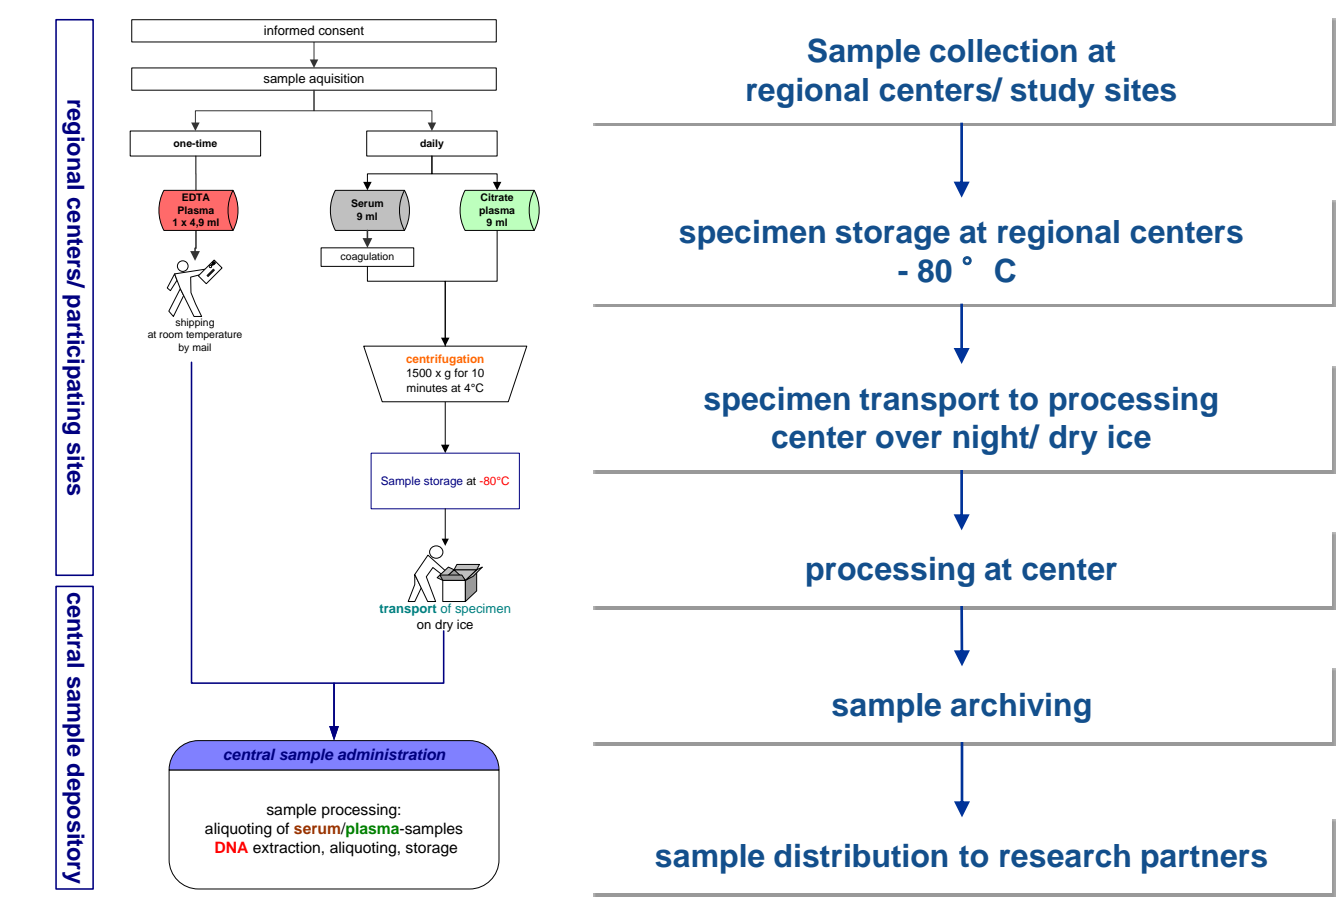 regional centers/ participating sites
central sample depository
informed consent
sample aquisition
one-time
daily
EDTA
Plasma
1 x 4,9 ml
Serum
9 ml
Citrate
plasma
9 ml
coagulation
shipping
at room temperature
by mail
centrifugation
1500 x g for 10
minutes at 4°C
Sample storage at -80°C
transport of specimen
on dry ice
central sample administration
sample processing:
aliquoting of serum/plasma-samples
DNA extraction, aliquoting, storage
Sample collection at
regional centers/ study sites
specimen storage at regional centers
- 80 ° C
specimen transport to processing
center over night/ dry ice
processing at center
sample archiving
sample distribution to research partners